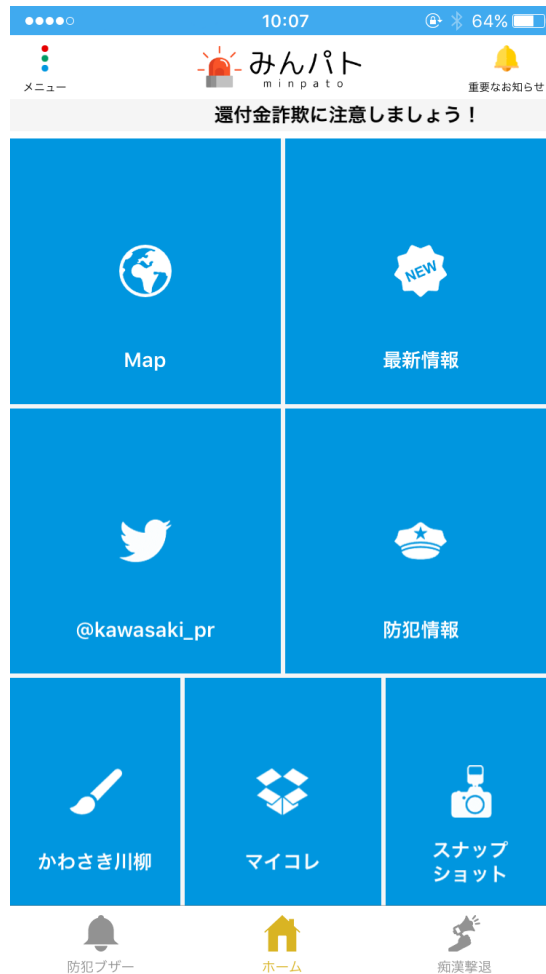 10:07
64%
みんパト
minpato
メニュー
重要なお知らせ
還付金詐欺に注意しましょう！
Map
NEW
最新情報
@kawasaki_pr
防犯情報
かわさき川柳
マイコレ
スナップ
ショット
防犯ブザー
ホーム
痴漢撃退